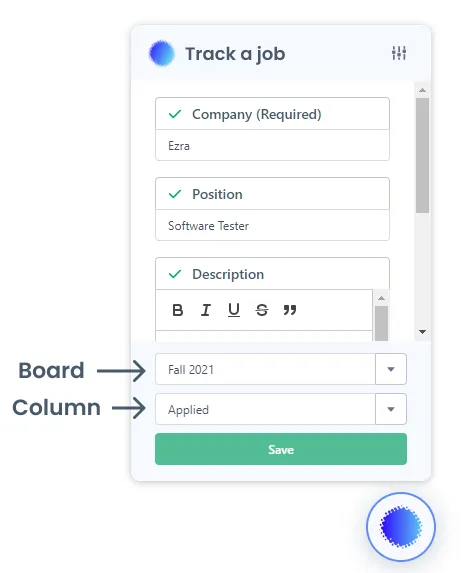 Track a job
Company (Required)
Ezra
Position
Software Tester
Description
B I U S "
Board
Fall 2021
Column
Applied
Save